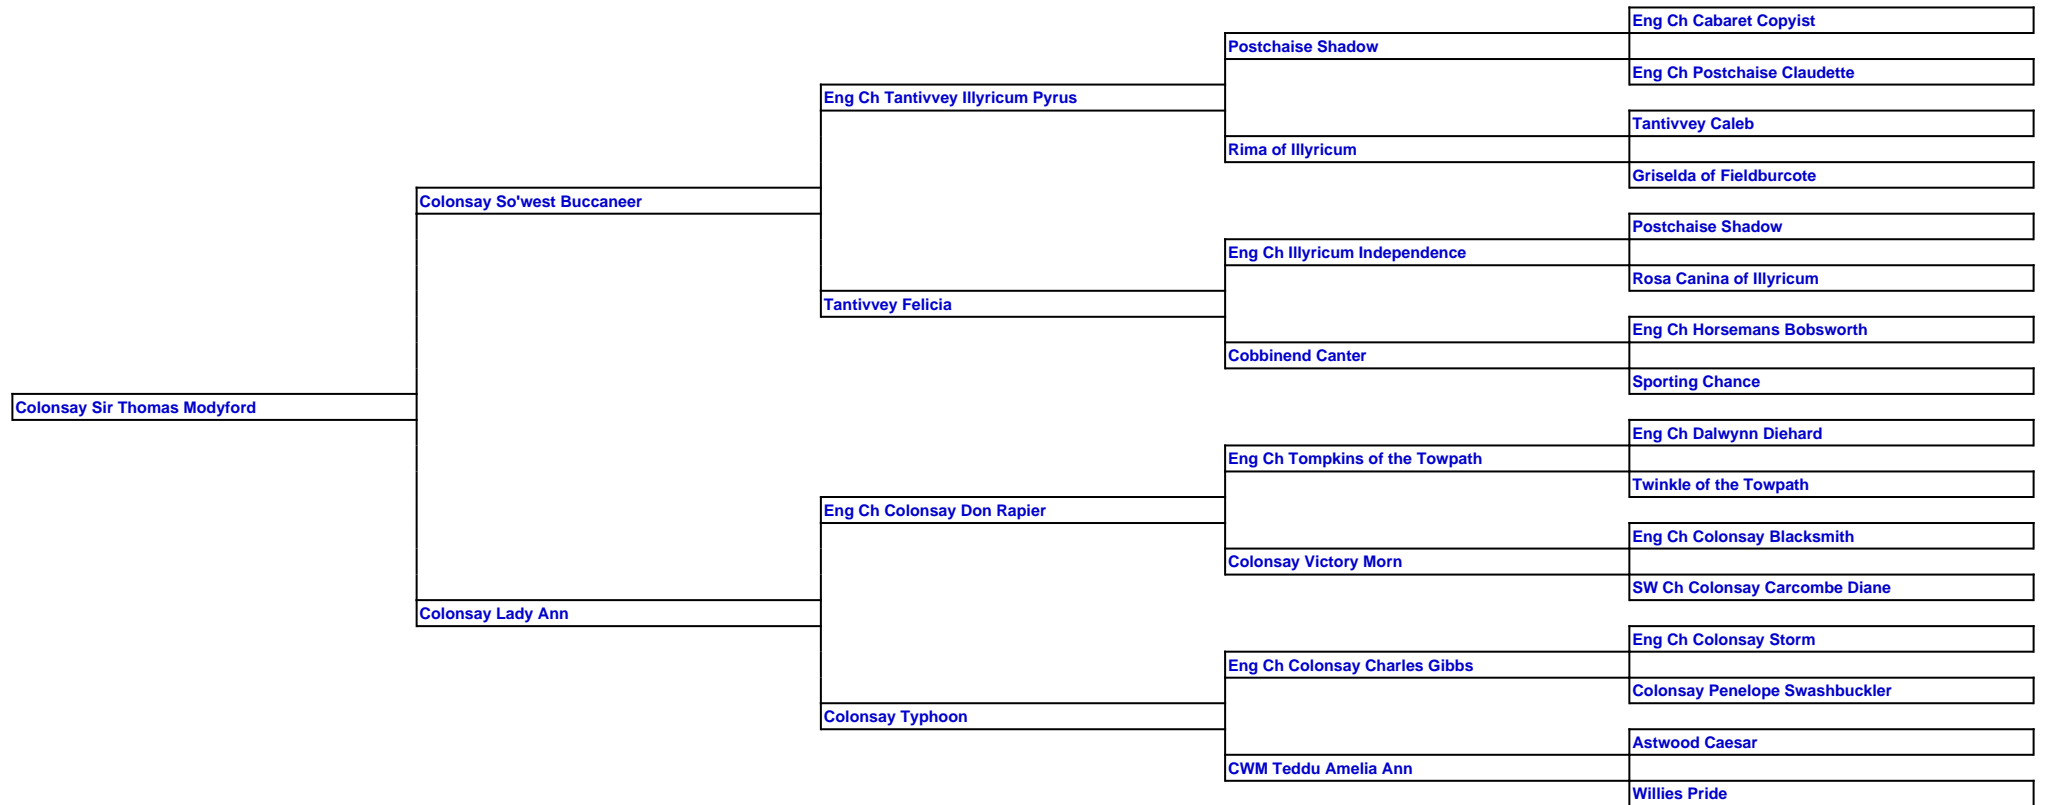 Eng Ch Cabaret Copyist
Postchaise Shadow
Eng Ch Postchaise Claudette
Eng Ch Tantivvey Illyricum Pyrus
Tantivvey Caleb
Rima of Illyricum
Griselda of Fieldburcote
Colonsay So'west Buccaneer
Postchaise Shadow
Eng Ch Illyricum Independence
Rosa Canina of Illyricum
Tantivvey Felicia
Eng Ch Horsemans Bobsworth
Cobbinend Canter
Sporting Chance
Colonsay Sir Thomas Modyford
Eng Ch Dalwynn Diehard
Eng Ch Tompkins of the Towpath
Twinkle of the Towpath
Eng Ch Colonsay Don Rapier
Eng Ch Colonsay Blacksmith
Colonsay Victory Morn
SW Ch Colonsay Carcombe Diane
Colonsay Lady Ann
Eng Ch Colonsay Storm
Eng Ch Colonsay Charles Gibbs
Colonsay Penelope Swashbuckler
Colonsay Typhoon
Astwood Caesar
CWM Teddu Amelia Ann
Willies Pride